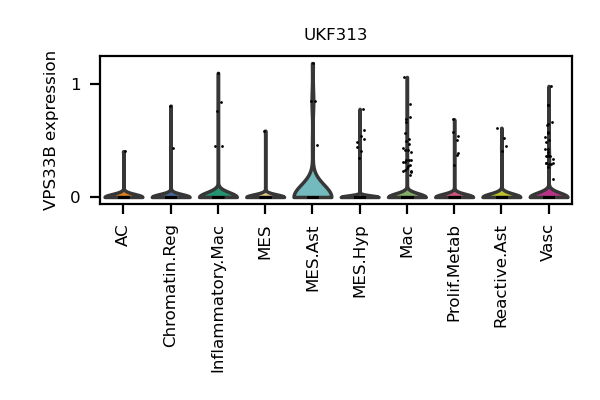 UKF313
VPS33B expression
1
0
AC
Chromatin.Reg
Inflammatory.Mac
MES
MES.Ast
MES.Hyp
Mac
Prolif.Metab
Reactive.Ast
Vasc